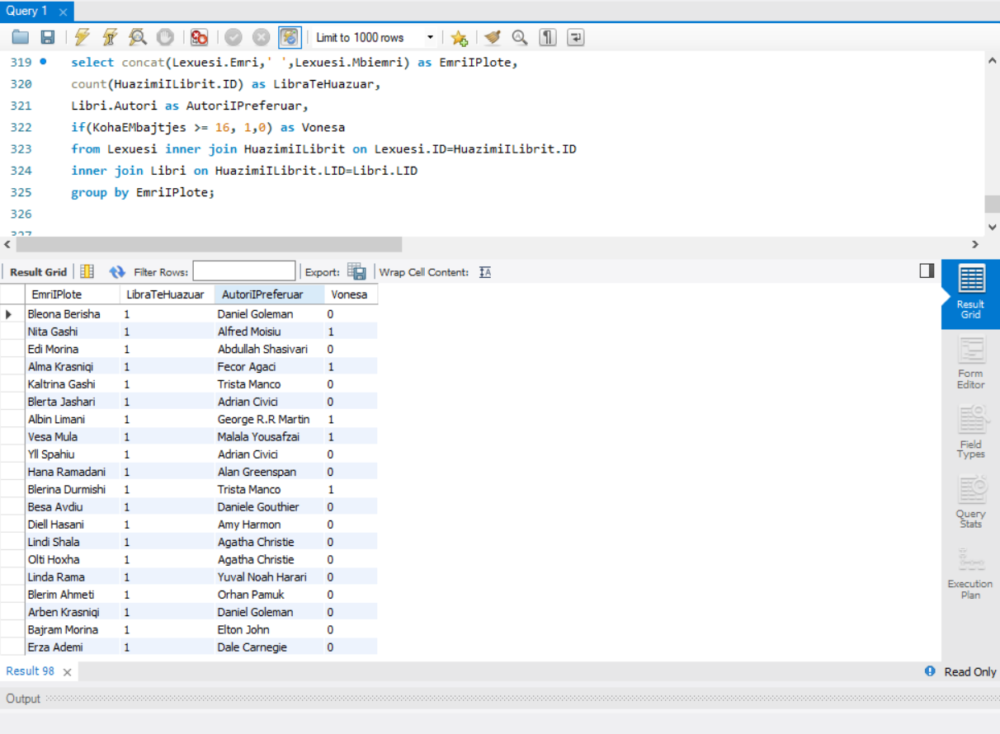 Query 1
Limit to 1000 rows
319 select concat(Lexuesi.Emri,' ',Lexuesi.Mbiemri) as EmriIPlote,
320 count(HuazimiILibrit.ID) as LibraTeHuazuar,
321 Libri.Autori as AutoriIPreferuar,
322 if(KohaEMbajtjes >= 16, 1,0) as Vonesa
323 from Lexuesi inner join HuazimiILibrit on Lexuesi.ID=HuazimiILibrit.ID
324 inner join Libri on HuazimiILibrit.LID=Libri.LID
325 group by EmriIPlote;
326
327
Result Grid Filter Rows: Export: Wrap Cell Content: IA
EmriIPlote LibraTeHuazuar AutoriIPreferuar Vonesa
Bleona Berisha 1 Daniel Goleman 0
Nita Gashi 1 Alfred Moisiu 1
Edi Morina 1 Abdullah Shasivari 0
Alma Krasniqi 1 Fecor Agaci 1
Kaltrina Gashi 1 Trista Manco 0
Blerta Jashari 1 Adrian Civici 0
Albin Limani 1 George R.R Martin 1
Vesa Mula 1 Malala Yousafzai 1
Yll Spahiu 1 Adrian Civici 0
Hana Ramadani 1 Alan Greenspan 0
Blerina Durmishi 1 Trista Manco 1
Besa Avdiu 1 Daniele Gouthier 0
Diell Hasani 1 Amy Harmon 0
Lindi Shala 1 Agatha Christie 0
Olti Hoxha 1 Agatha Christie 0
Linda Rama 1 Yuval Noah Harari 0
Blerim Ahmeti 1 Orhan Pamuk 0
Arben Krasniqi 1 Daniel Goleman 0
Bajram Morina 1 Elton John 0
Erza Ademi 1 Dale Carnegie 0
Result
Grid
Form
Editor
Field
Types
Query
Stats
Execution
Plan
Result 98
Read Only
Output